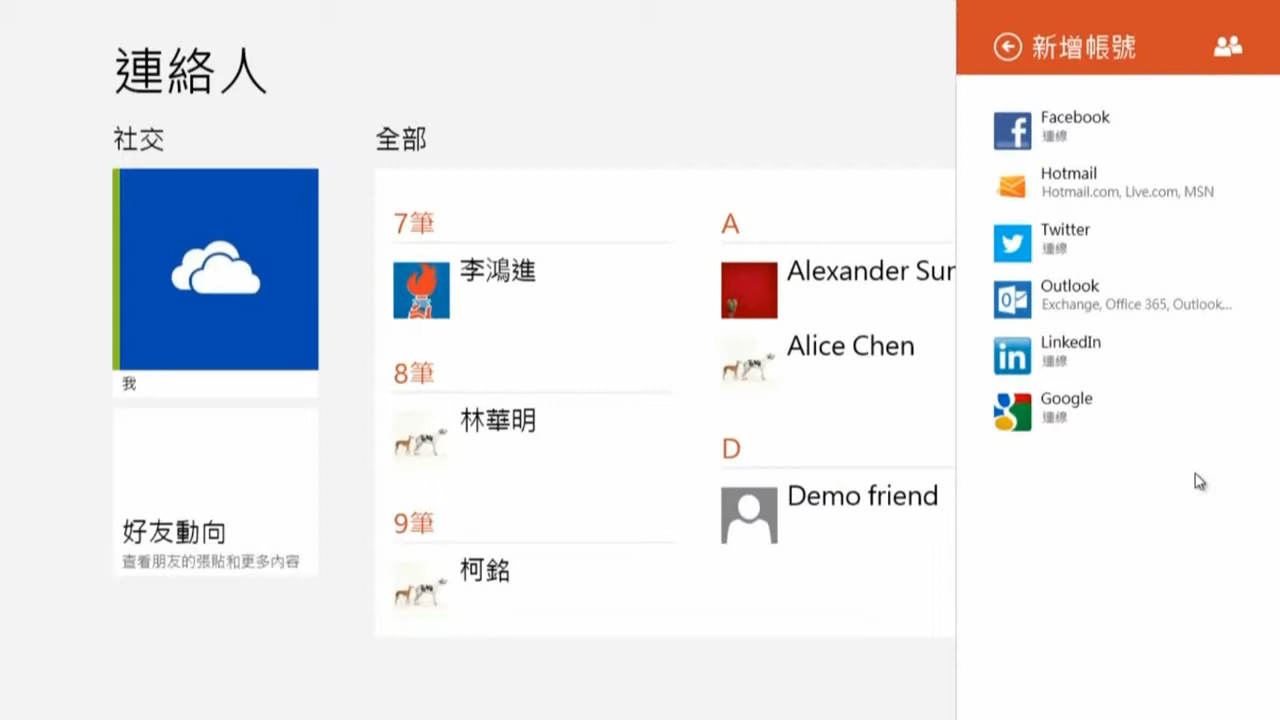 連絡人
社交
我
好友動向
查看朋友的張貼和更多內容
全部
7筆
李鴻進
8筆
林華明
9筆
柯銘
A
Alexander Sur
Alice Chen
D
Demo friend
新增帳號
Facebook
連線
Hotmail
Hotmail.com, Live.com, MSN
Twitter
連線
Outlook
Exchange, Office 365, Outlook...
LinkedIn
連線
Google
連線